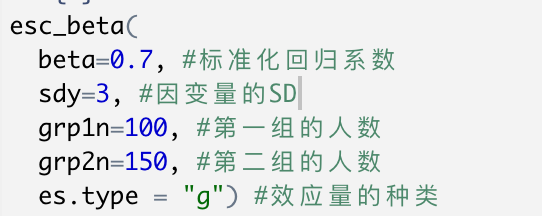 esc_beta(
beta=0.7, #标准化回归系数
sdy=3, #因变量的SD
grp1n=100, #第一组的人数
grp2n=150, #第二组的人数
es.type = "g") #效应量的种类